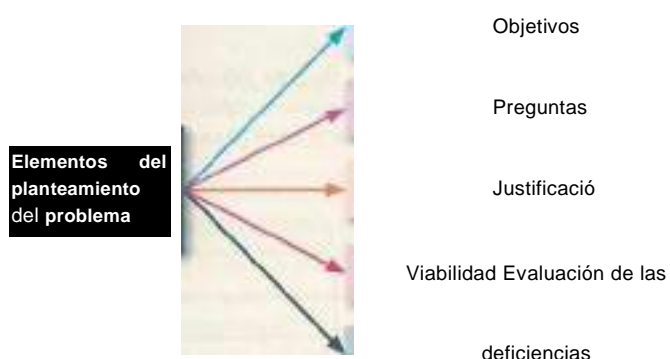 Objetivos
Preguntas
Elementos del
planteamiento
del problema
Justificació
Viabilidad Evaluación de las
deficiencias